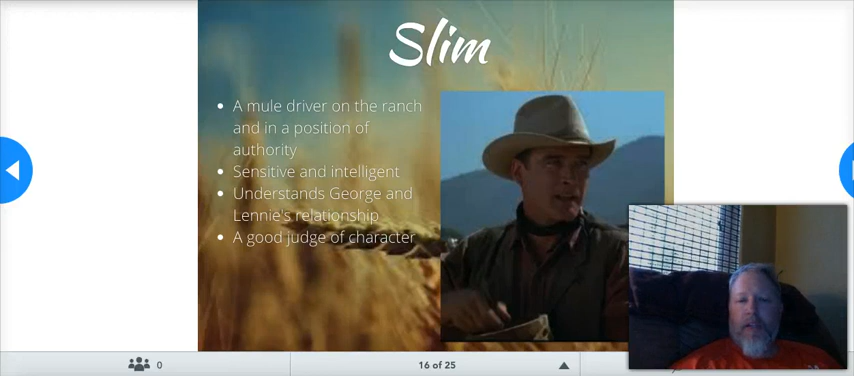 Slim
A mule driver on the ranch
and in a position of
authority
Sensitive and intelligent
Understands George and
Lennie's relationship
A good judge of character
0
16 of 25